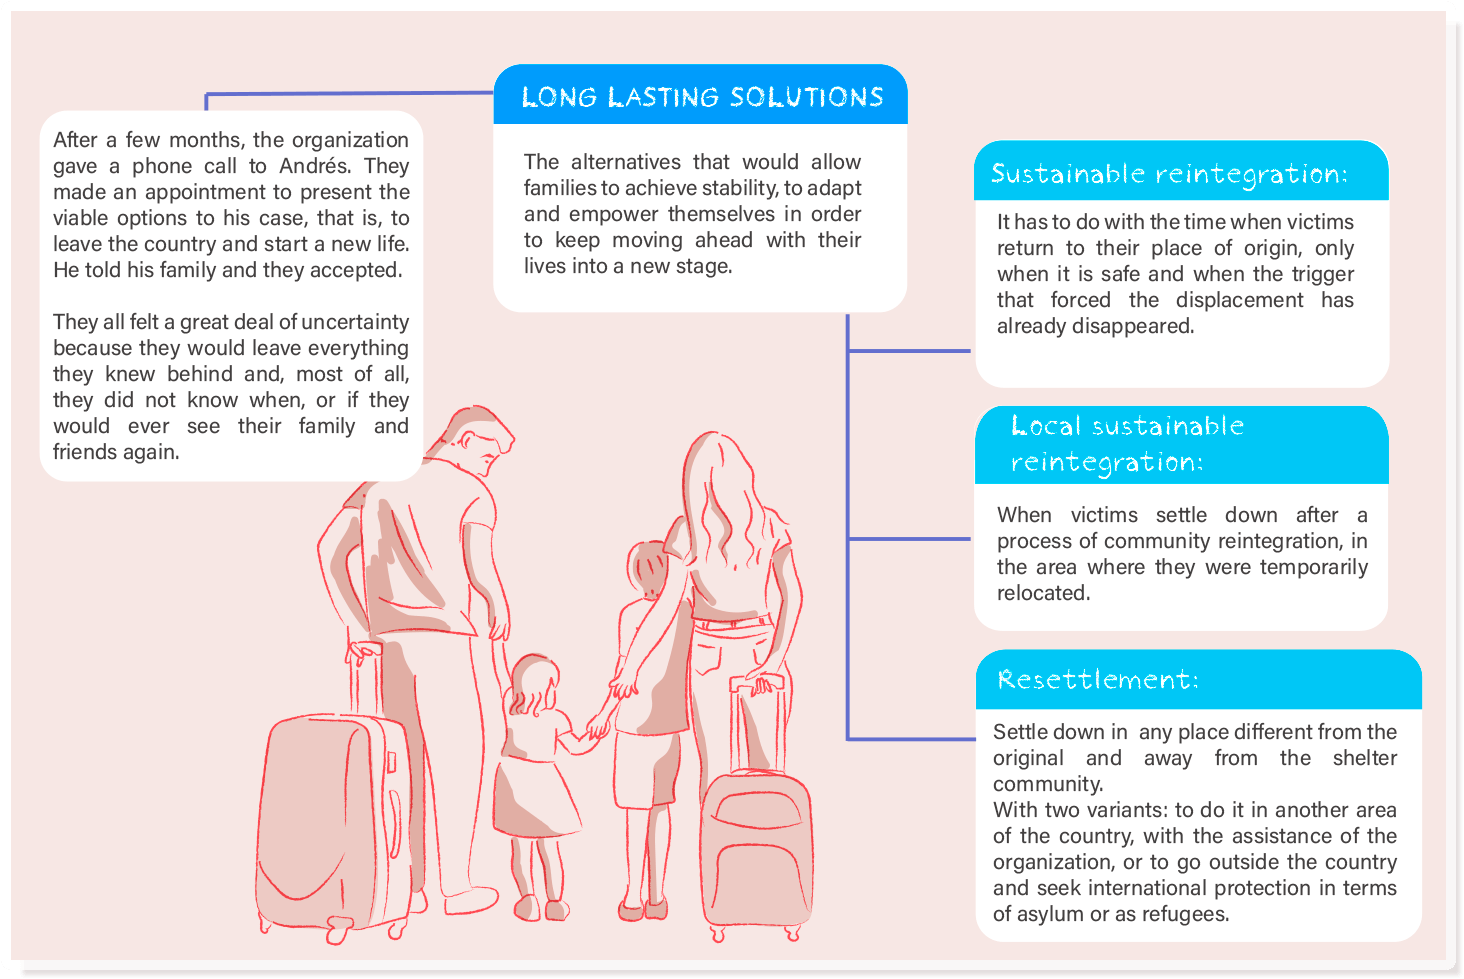 LONG LASTING SOLUTIONS
After a few months, the organization
gave a phone call to Andrés. They
made an appointment to present the
viable options to his case, that is, to
leave the country and start a new life.
He told his family and they accepted.
They all felt a great deal of uncertainty
because they would leave everything
they knew behind and, most of all,
they did not know when, or if they
would ever see their family and
friends again.
The alternatives that would allow
families to achieve stability, to adapt
and empower themselves in order
to keep moving ahead with their
lives into a new stage.
Sustainable reintegration:
It has to do with the time when victims
return to their place of origin, only
when it is safe and when the trigger
that forced the displacement has
already disappeared.
Local sustainable
reintegration:
When victims settle down after a
process of community reintegration, in
the area where they were temporarily
relocated.
Resettlement:
Settle down in any place different from the
original and away from the shelter
community.
With two variants: to do it in another area
of the country, with the assistance of the
organization, or to go outside the country
and seek international protection in terms
of asylum or as refugees.